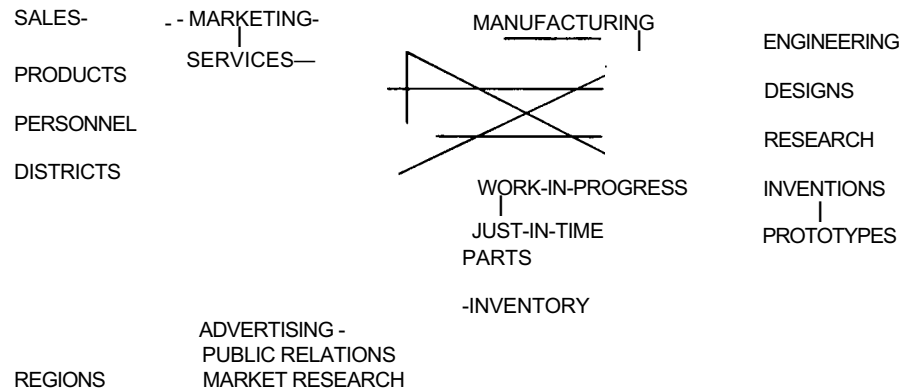 SALES-
- - MARKETING-
SERVICES—
PRODUCTS
PERSONNEL
DISTRICTS
MANUFACTURING
ENGINEERING
DESIGNS
RESEARCH
INVENTIONS
PROTOTYPES
WORK-IN-PROGRESS
JUST-IN-TIME
PARTS
-INVENTORY
ADVERTISING -
PUBLIC RELATIONS
REGIONS
MARKET RESEARCH